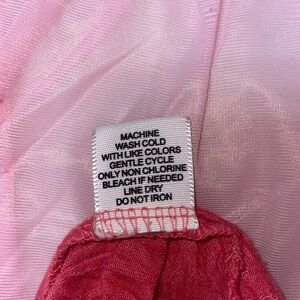 MACHINE
WASH COLD
WITH LIKE COLORS
GENTLE CYCLE
ONLY NON CHLORINE
BLEACH IF NEEDED
LINE DRY
DO NOT IRON